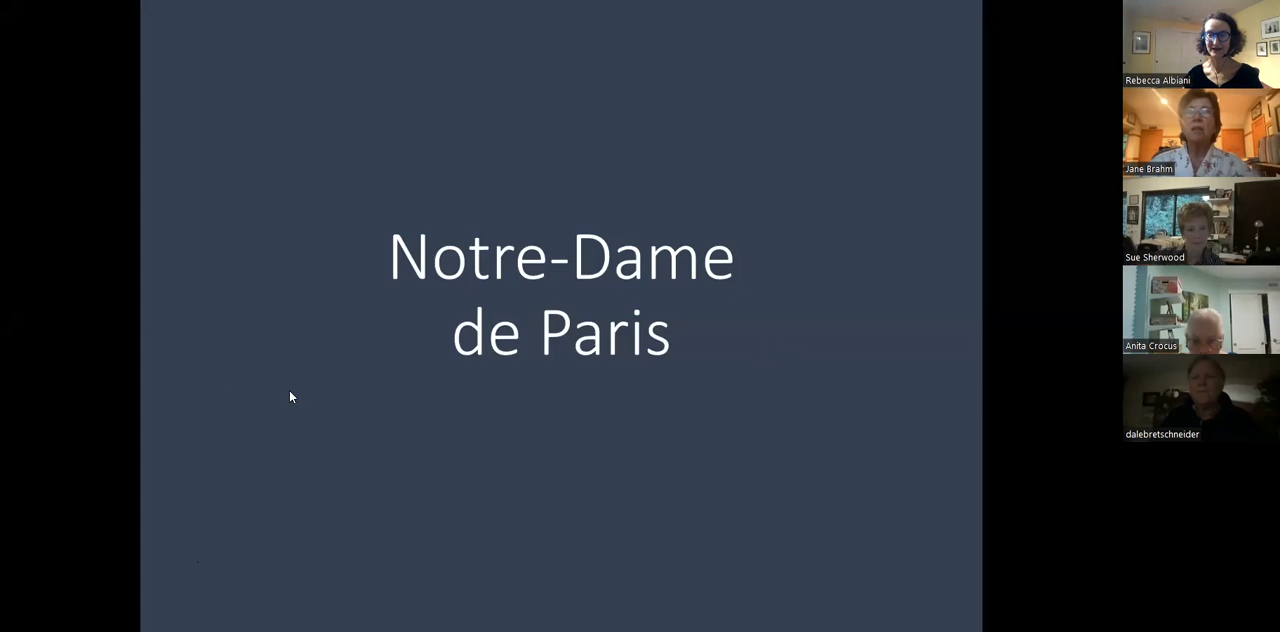 Notre-Dame
de Paris
Rebecca Albiani
Jane Brahm
Sue Sherwood
Anita Crocus
dalebretschneider